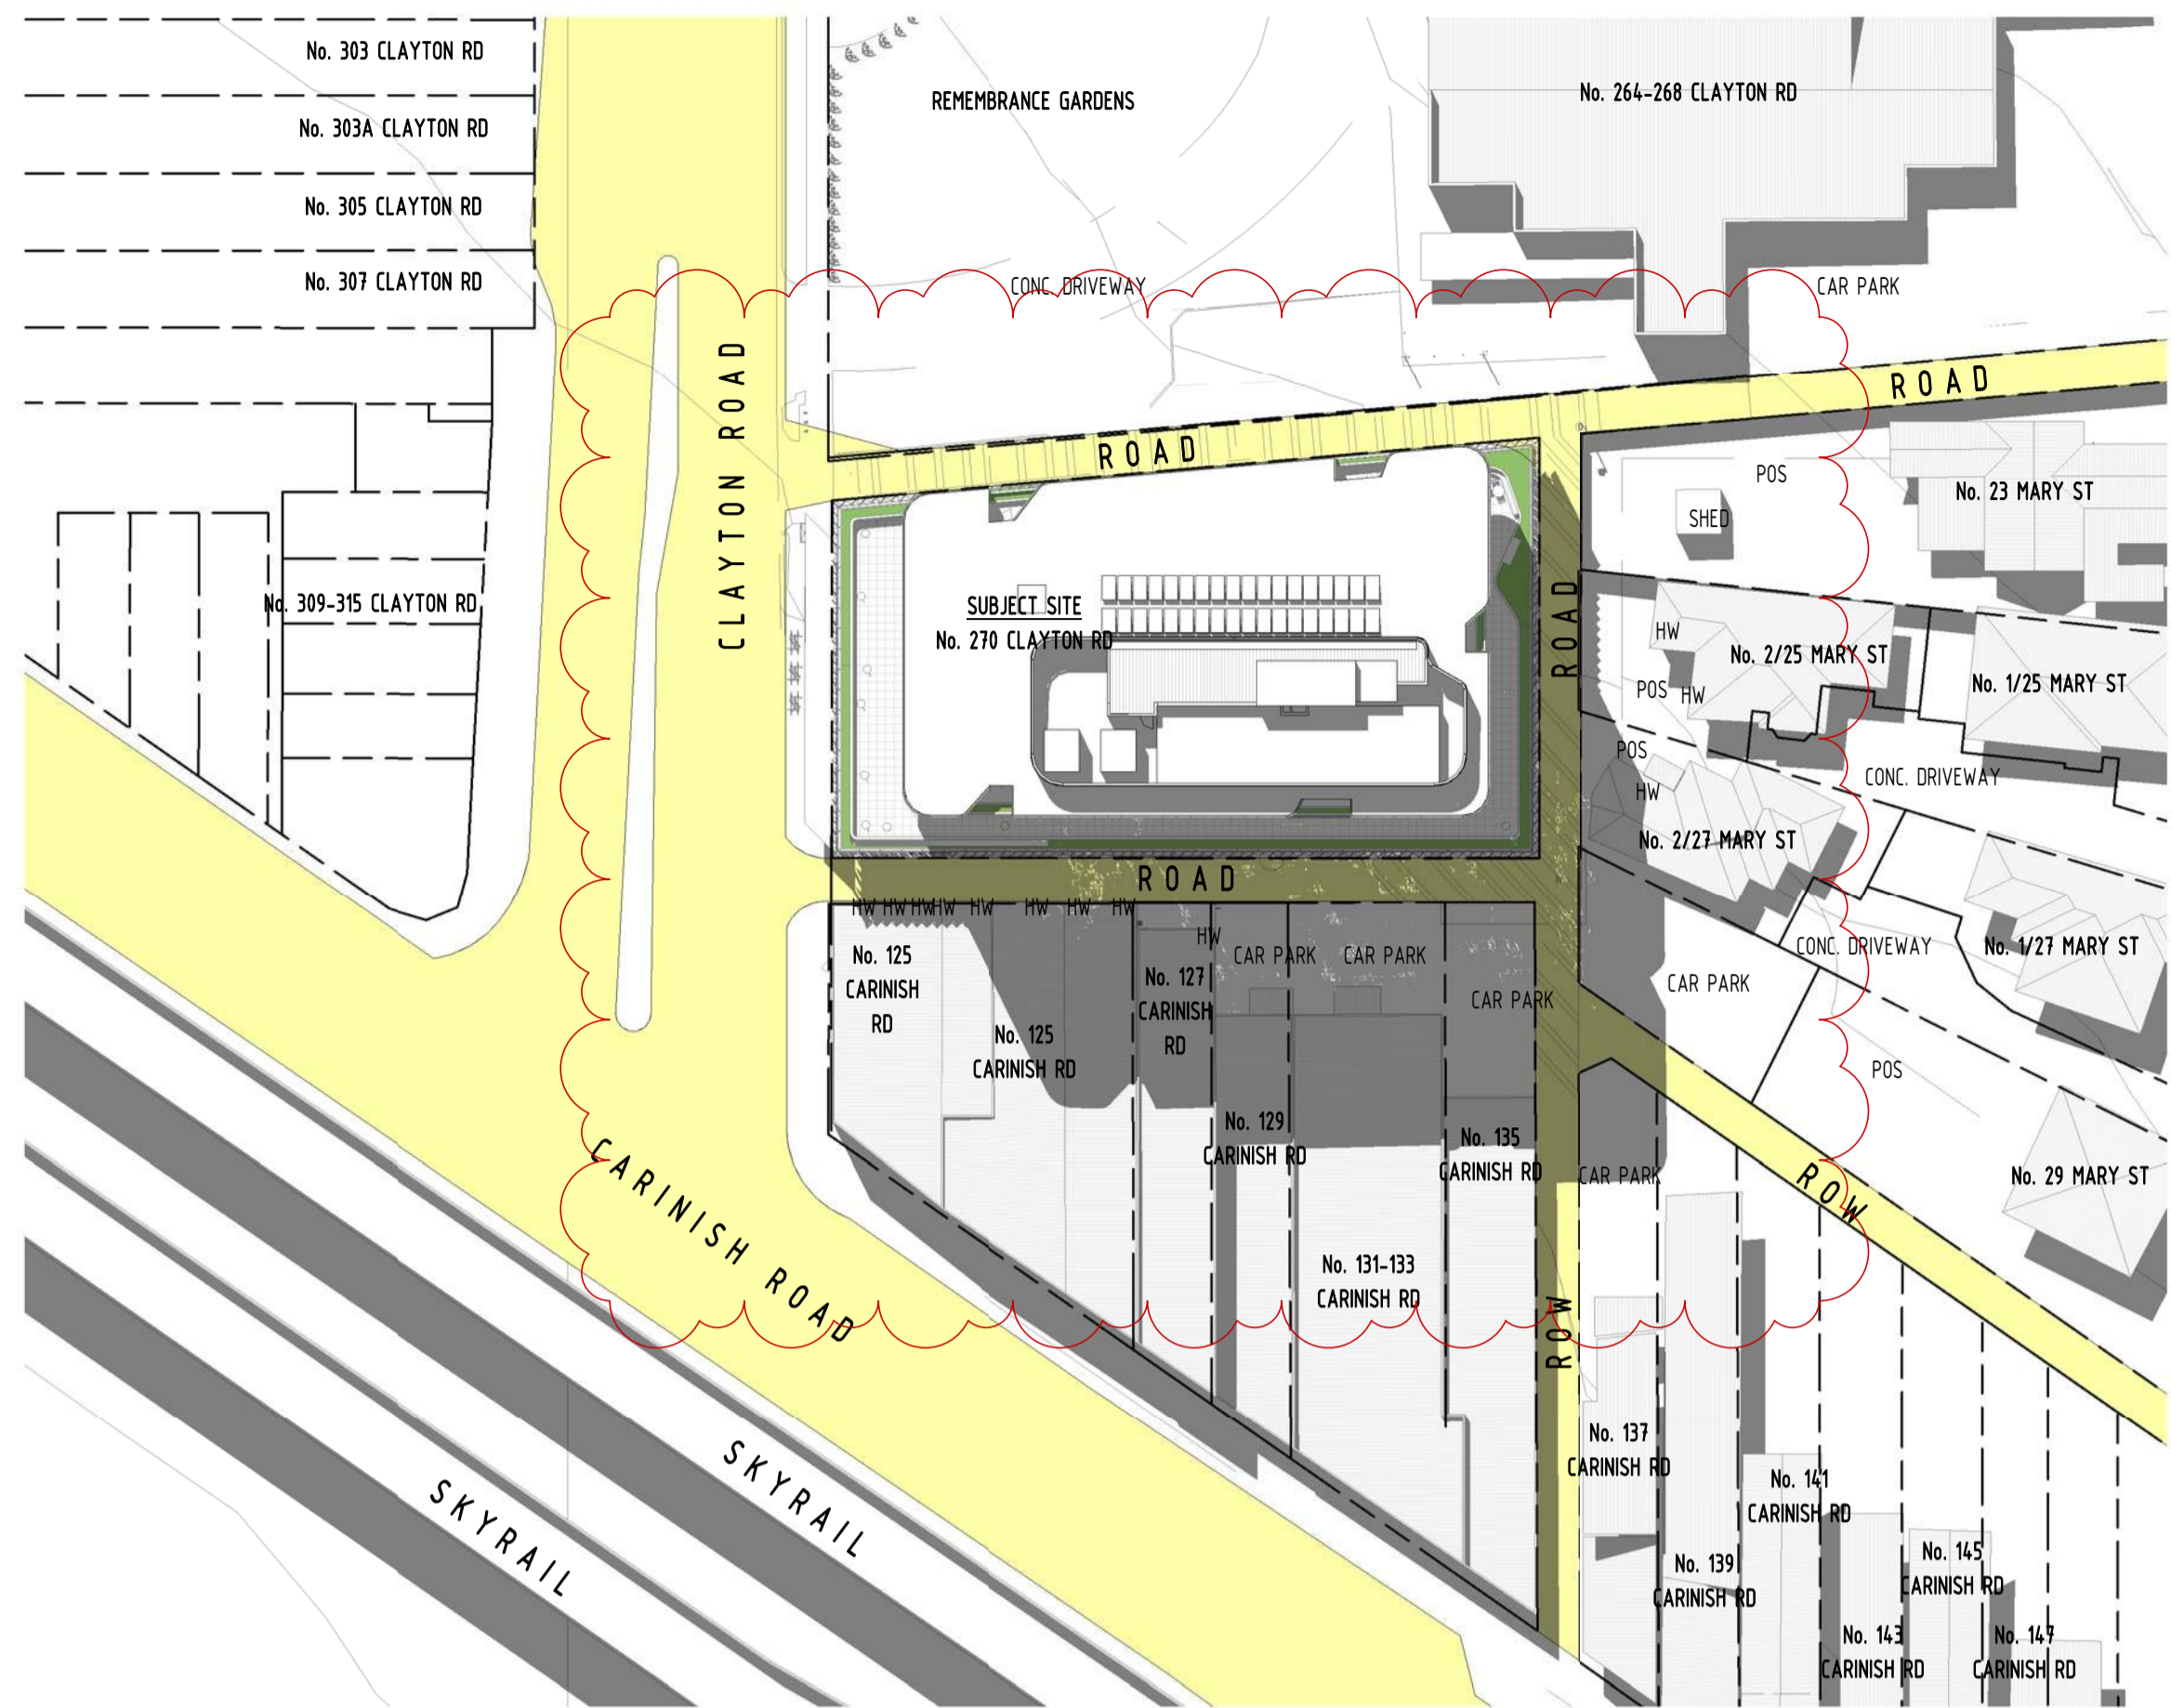 No. 303 CLAYTON RD
No. 303A CLAYTON RD
No. 305 CLAYTON RD
No. 307 CLAYTON RD
No. 309-315 CLAYTON RD
REMEMBRANCE GARDENS
No. 264-268 CLAYTON RD
CONC. DRIVEWAY
CAR PARK
CLAYTON ROAD
ROAD
ROAD
SUBJECT SITE
No. 270 CLAYTON RD
ROAD
ROAD
POS
SHED
No. 23 MARY ST
HW
No. 2/25 MARY ST
POS
HW
No. 1/25 MARY ST
POS
HW
CONC. DRIVEWAY
No. 2/27 MARY ST
CONC. DRIVEWAY
No. 1/27 MARY ST
CAR PARK
POS
No. 29 MARY ST
HW HW HW HW HW HW HW HW
HW
No. 125
CARINISH
RD
No. 125
CARINISH RD
No. 127
CARINISH
RD
CAR PARK
CAR PARK
CAR PARK
No. 129
CARINISH RD
No. 131-133
CARINISH RD
No. 135
CARINISH RD
CAR PARK
ROW
ROW
CARINISH ROAD
SKYRAIL
SKYRAIL
No. 137
CARINISH RD
No. 139
CARINISH RD
No. 141
CARINISH RD
No. 143
CARINISH RD
No. 145
CARINISH RD
No. 147
CARINISH RD